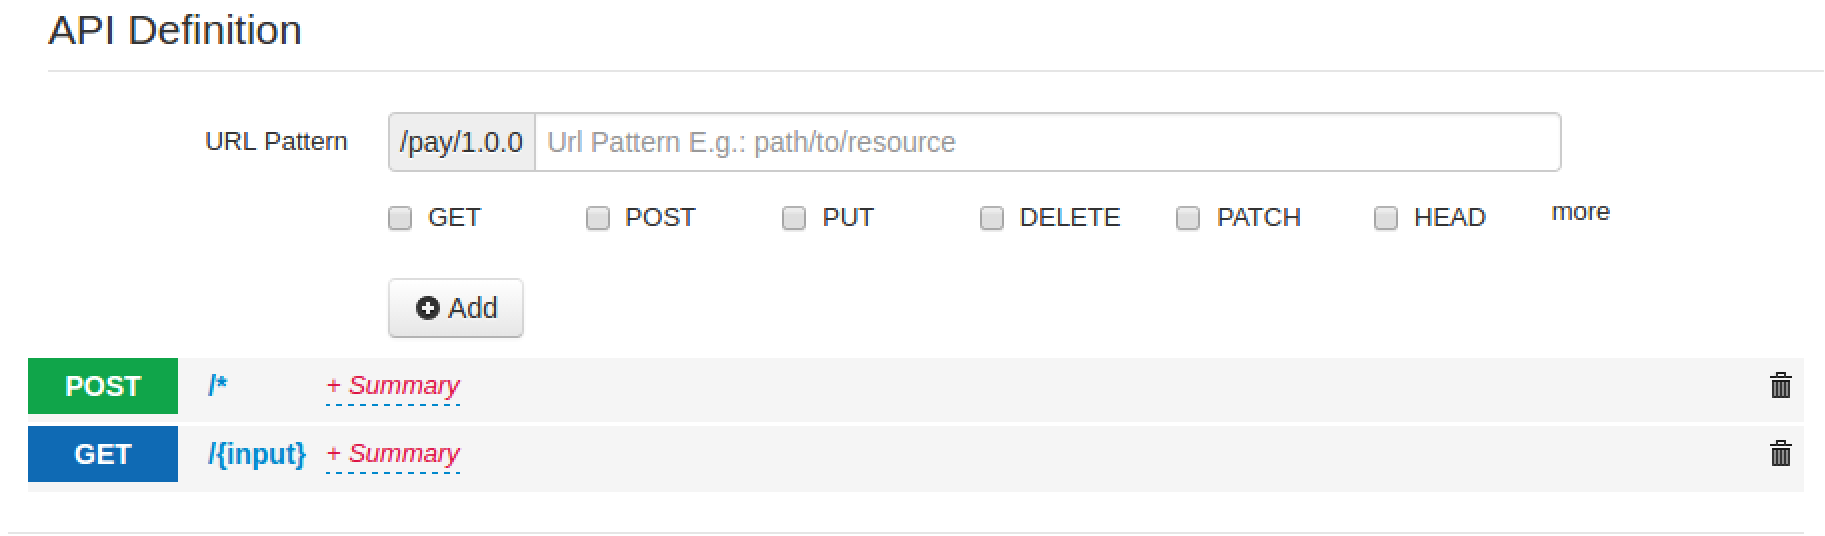 API Definition
URL Pattern /pay/1.0.0 Url Pattern E.g.: path/to/resource
GET POST PUT DELETE PATCH HEAD more
Add
POST /* + Summary
GET /{input} + Summary